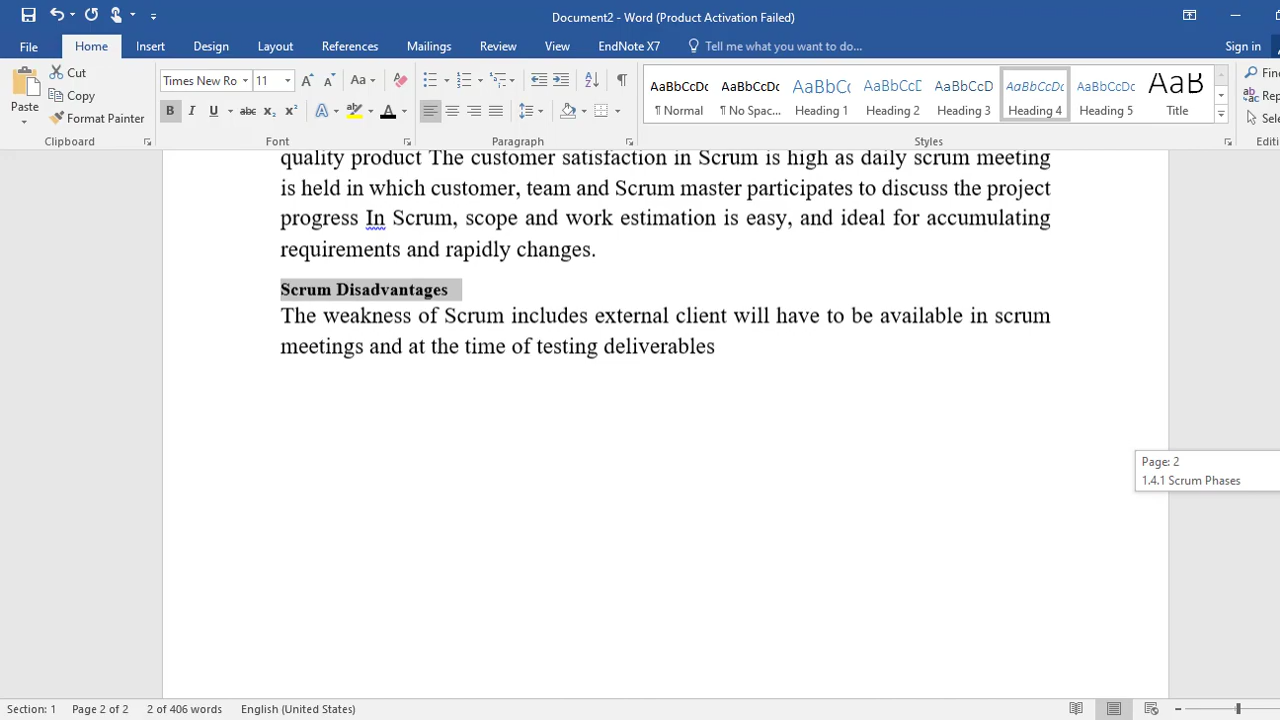 Document2 - Word (Product Activation Failed)
File Home Insert Design Layout References Mailings Review View EndNote X7 Tell me what you want to do... Sign in
Paste
Cut
Copy
Format Painter
Clipboard
Times New Ro 11
Font
Paragraph
AaBbCcDc AaBbCcDc AaBbCc AaBbCcD AaBbCcD AaBbCcDc AaBbCcDc AaB
¶ Normal ¶ No Spac... Heading 1 Heading 2 Heading 3 Heading 4 Heading 5 Title
Styles
quality product The customer satisfaction in Scrum is high as daily scrum meeting
is held in which customer, team and Scrum master participates to discuss the project
progress In Scrum, scope and work estimation is easy, and ideal for accumulating
requirements and rapidly changes.
Scrum Disadvantages
The weakness of Scrum includes external client will have to be available in scrum
meetings and at the time of testing deliverables
Page: 2
1.4.1 Scrum Phases
Section: 1 Page 2 of 2 2 of 406 words English (United States)